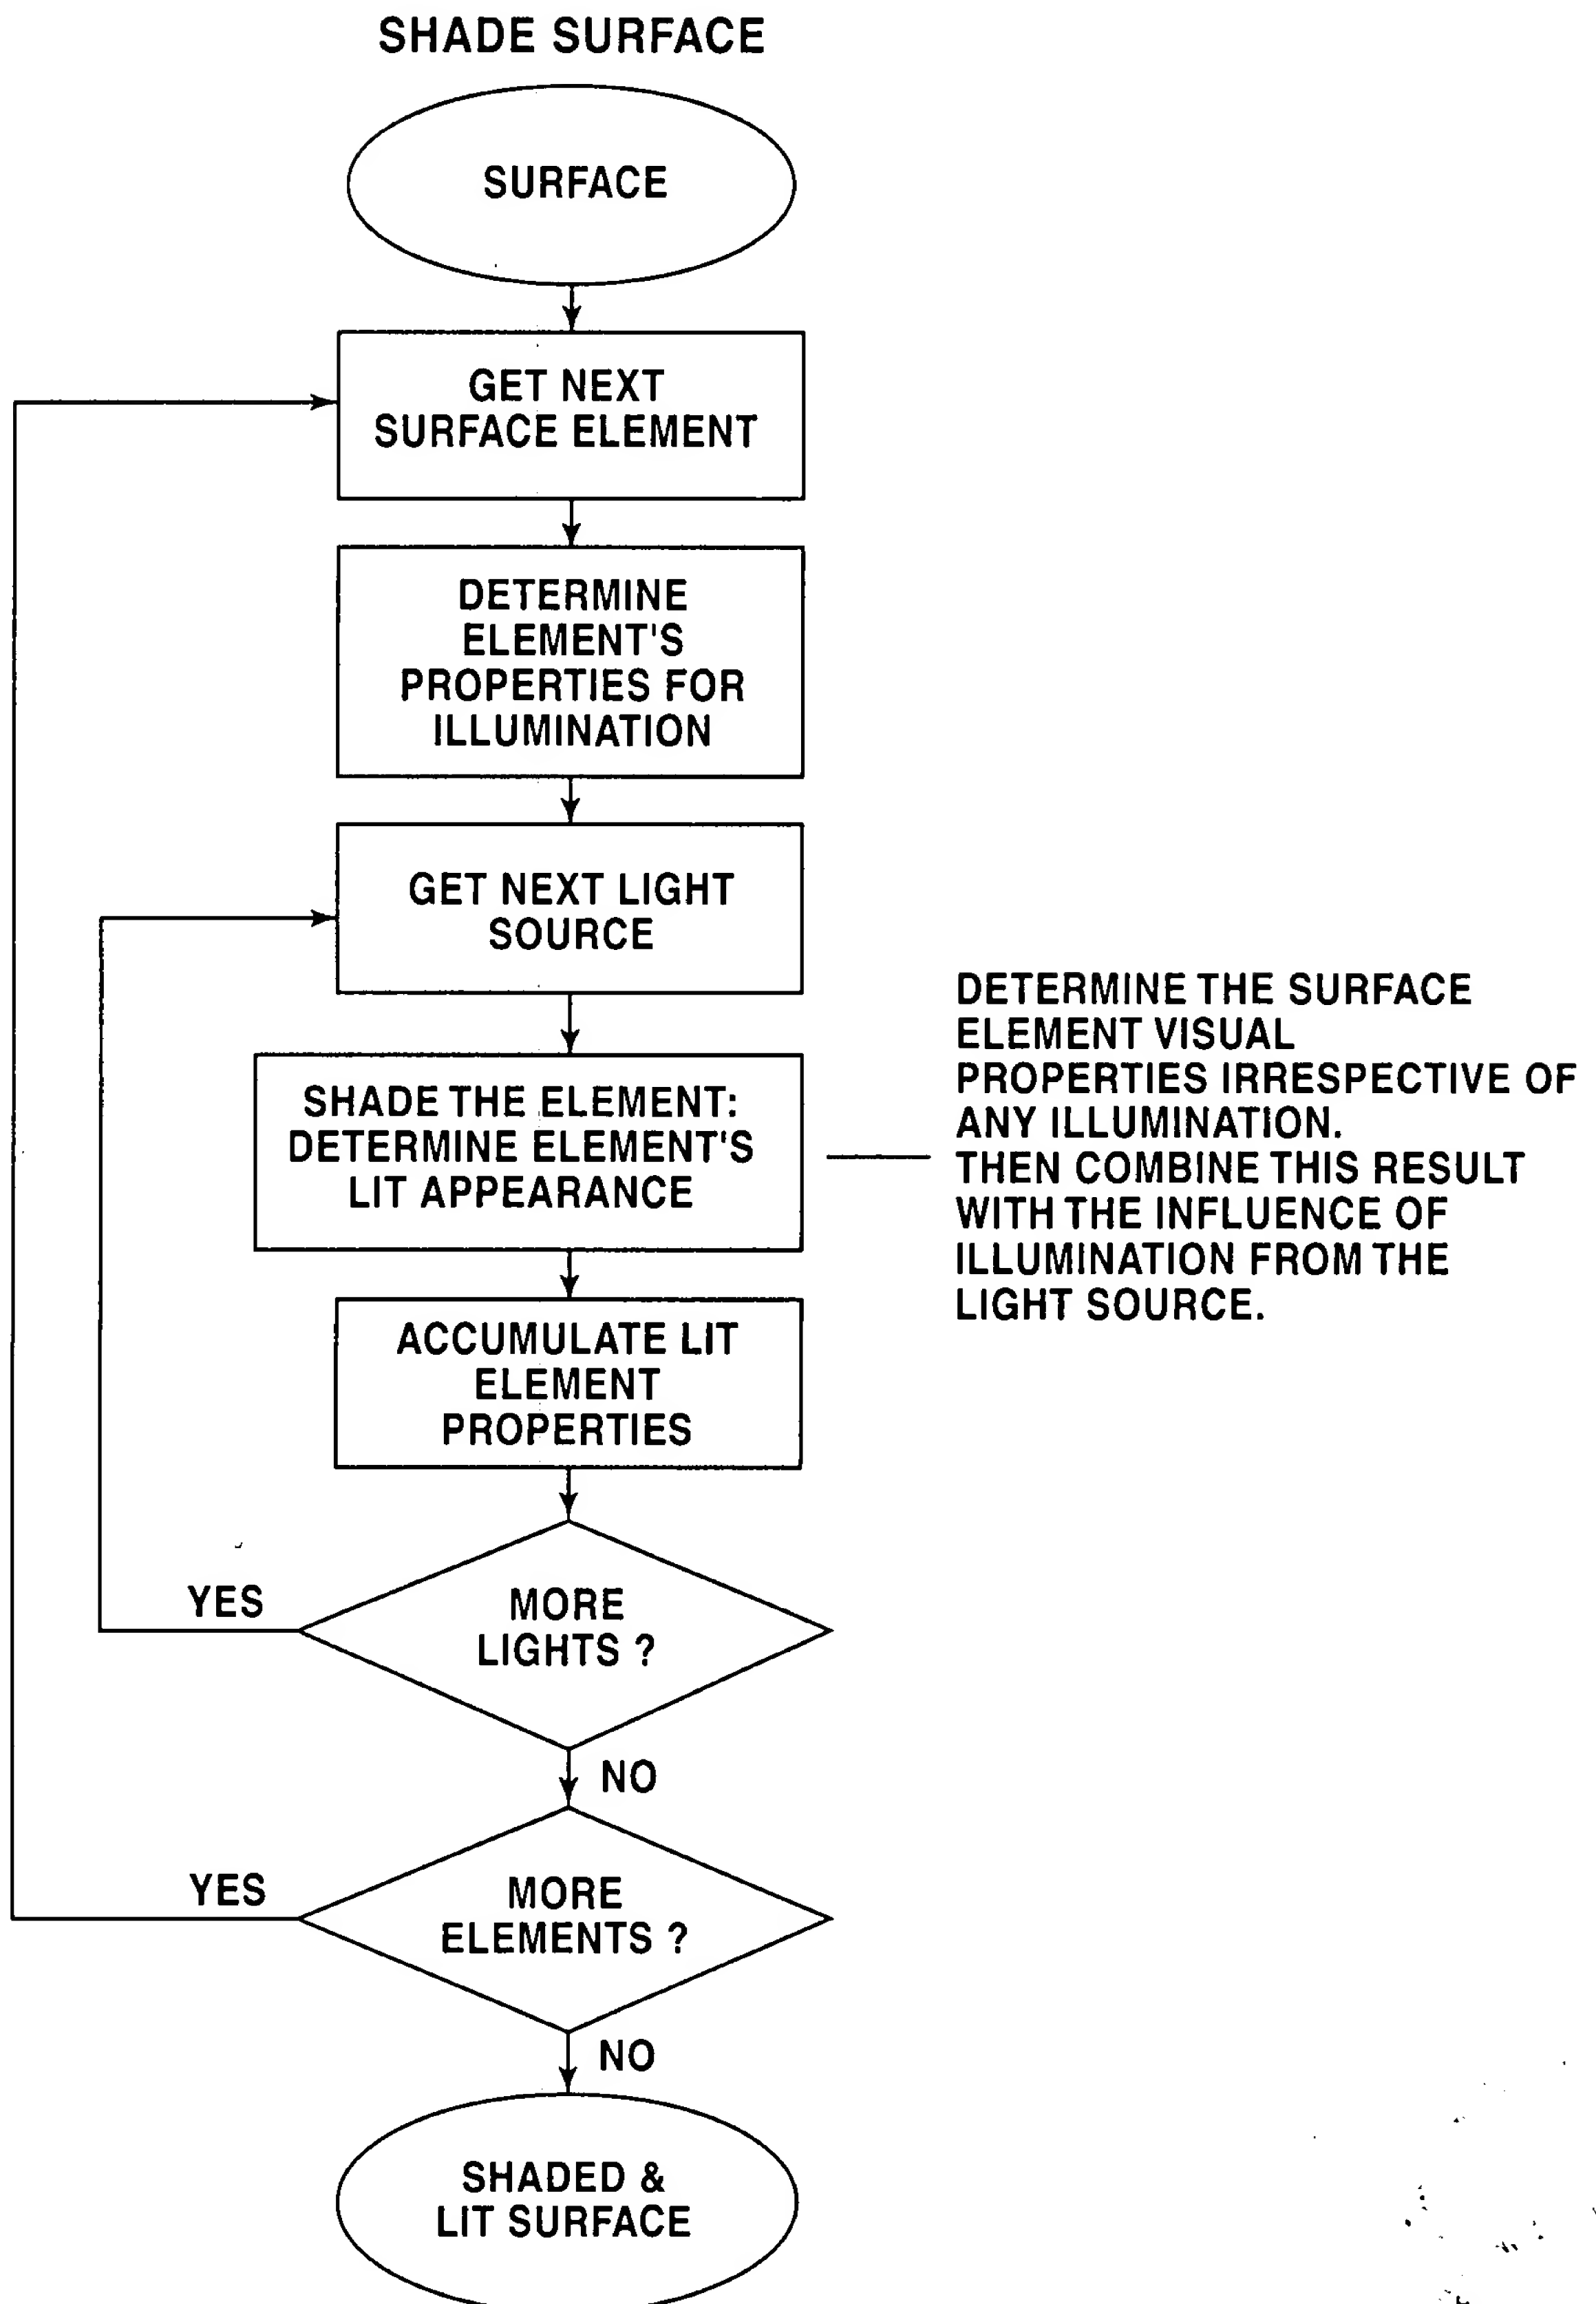 SHADE SURFACE
SURFACE
GET NEXT
SURFACE ELEMENT
DETERMINE
ELEMENT'S
PROPERTIES FOR
ILLUMINATION
GET NEXT LIGHT
SOURCE
SHADE THE ELEMENT:
DETERMINE ELEMENT'S
LIT APPEARANCE
DETERMINE THE SURFACE
ELEMENT VISUAL
PROPERTIES IRRESPECTIVE OF
ANY ILLUMINATION.
THEN COMBINE THIS RESULT
WITH THE INFLUENCE OF
ILLUMINATION FROM THE
LIGHT SOURCE.
ACCUMULATE LIT
ELEMENT
PROPERTIES
YES
MORE
LIGHTS ?
NO
YES
MORE
ELEMENTS ?
NO
SHADED &
LIT SURFACE